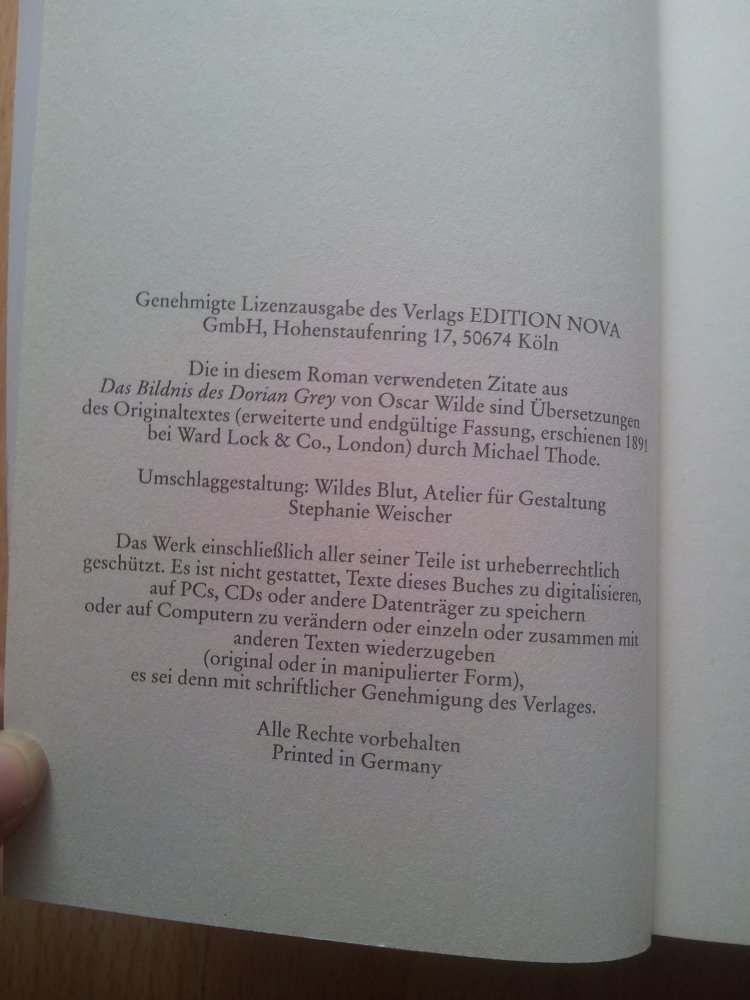 Genehmigte Lizenzausgabe des Verlags EDITION NOVA
GmbH, Hohenstaufenring 17, 50674 Köln
Die in diesem Roman verwendeten Zitate aus
Das Bildnis des Dorian Grey von Oscar Wilde sind Übersetzungen
des Originaltextes (erweiterte und endgültige Fassung, erschienen 1891
bei Ward Lock & Co., London) durch Michael Thode.
Umschlaggestaltung: Wildes Blut, Atelier für Gestaltung
Stephanie Weischer
Das Werk einschließlich aller seiner Teile ist urheberrechtlich
geschützt. Es ist nicht gestattet, Texte dieses Buches zu digitalisieren,
auf PCs, CDs oder andere Datenträger zu speichern
oder auf Computern zu verändern oder einzeln oder zusammen mit
anderen Texten wiederzugeben
(original oder in manipulierter Form),
es sei denn mit schriftlicher Genehmigung des Verlages.
Alle Rechte vorbehalten
Printed in Germany